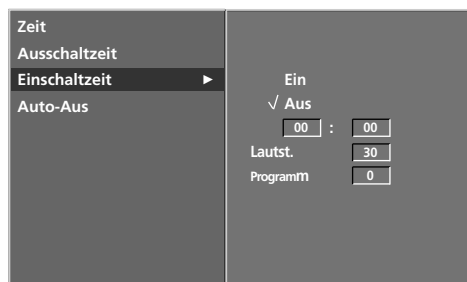 Zeit
Ausschaltzeit
Einschaltzeit ►
Auto-Aus
Ein
√ Aus
00 : 00
Lautst. 30
Programm 0